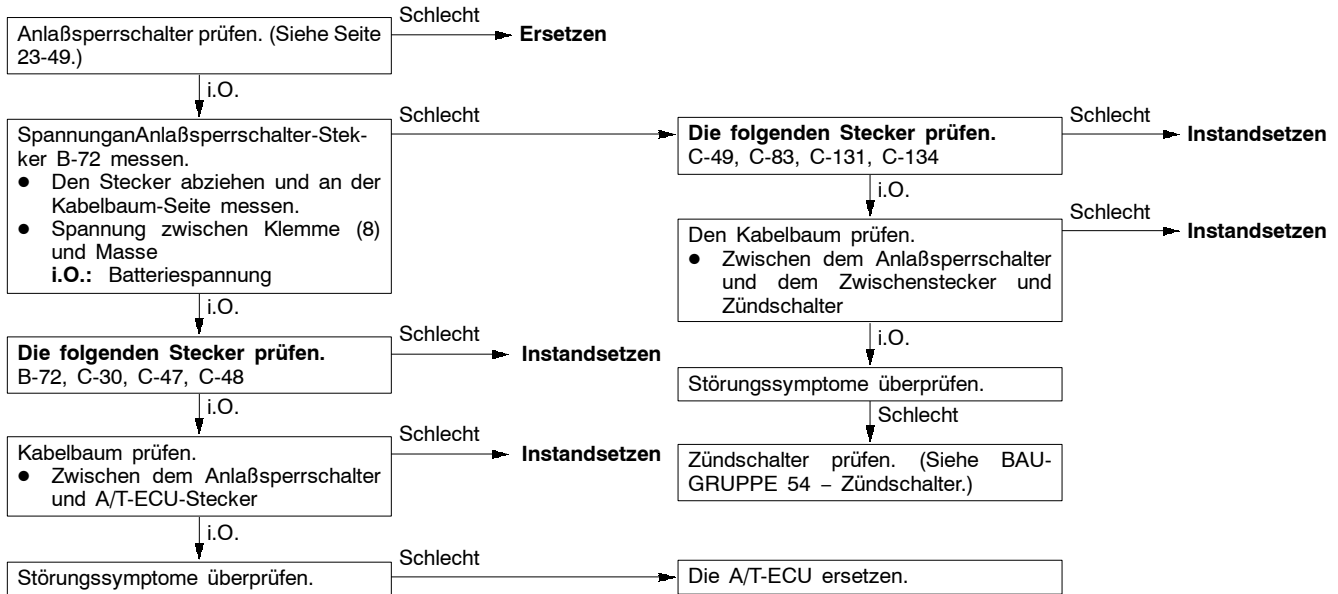 Anlaßsperrschalter prüfen. (Siehe Seite
23-49.)
Schlecht
Ersetzen
i.O.
SpannunganAnlaßsperrschalter-Stek-
ker B-72 messen.
● Den Stecker abziehen und an der
Kabelbaum-Seite messen.
● Spannung zwischen Klemme (8)
und Masse
i.O.: Batteriespannung
Schlecht
i.O.
Die folgenden Stecker prüfen.
B-72, C-30, C-47, C-48
Schlecht
Instandsetzen
i.O.
Kabelbaum prüfen.
● Zwischen dem Anlaßsperrschalter
und A/T-ECU-Stecker
Schlecht
Instandsetzen
i.O.
Störungssymptome überprüfen.
Schlecht
Die A/T-ECU ersetzen.
Die folgenden Stecker prüfen.
C-49, C-83, C-131, C-134
Schlecht
Instandsetzen
i.O.
Den Kabelbaum prüfen.
● Zwischen dem Anlaßsperrschalter
und dem Zwischenstecker und
Zündschalter
Schlecht
Instandsetzen
i.O.
Störungssymptome überprüfen.
Schlecht
Zündschalter prüfen. (Siehe BAU-
GRUPPE 54 – Zündschalter.)